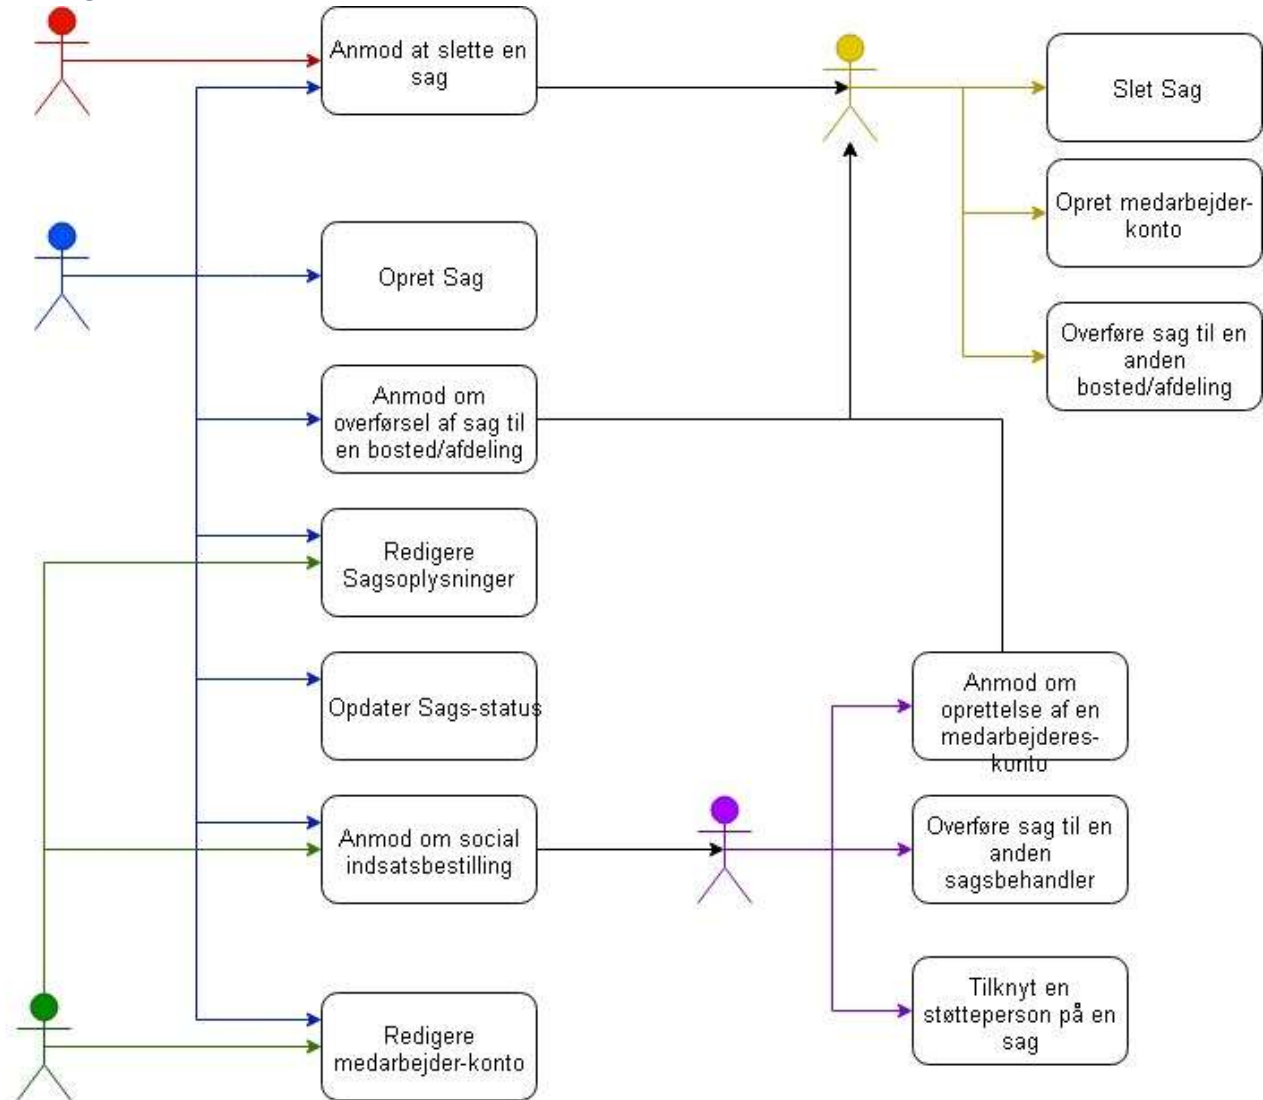 Anmod at slette en
sag
Slet Sag
Opret medarbejder-
konto
Opret Sag
Overføre sag til en
anden
bosted/afdeling
Anmod om
overførsel af sag til
en bosted/afdeling
Redigere
Sagsoplysninger
Opdater Sags-status
Anmod om
oprettelse af en
medarbejderes-
konto
Anmod om social
indsatsbestilling
Overføre sag til en
anden
sagsbehandler
Tilknyt en
støtteperson på en
sag
Redigere
medarbejder-konto